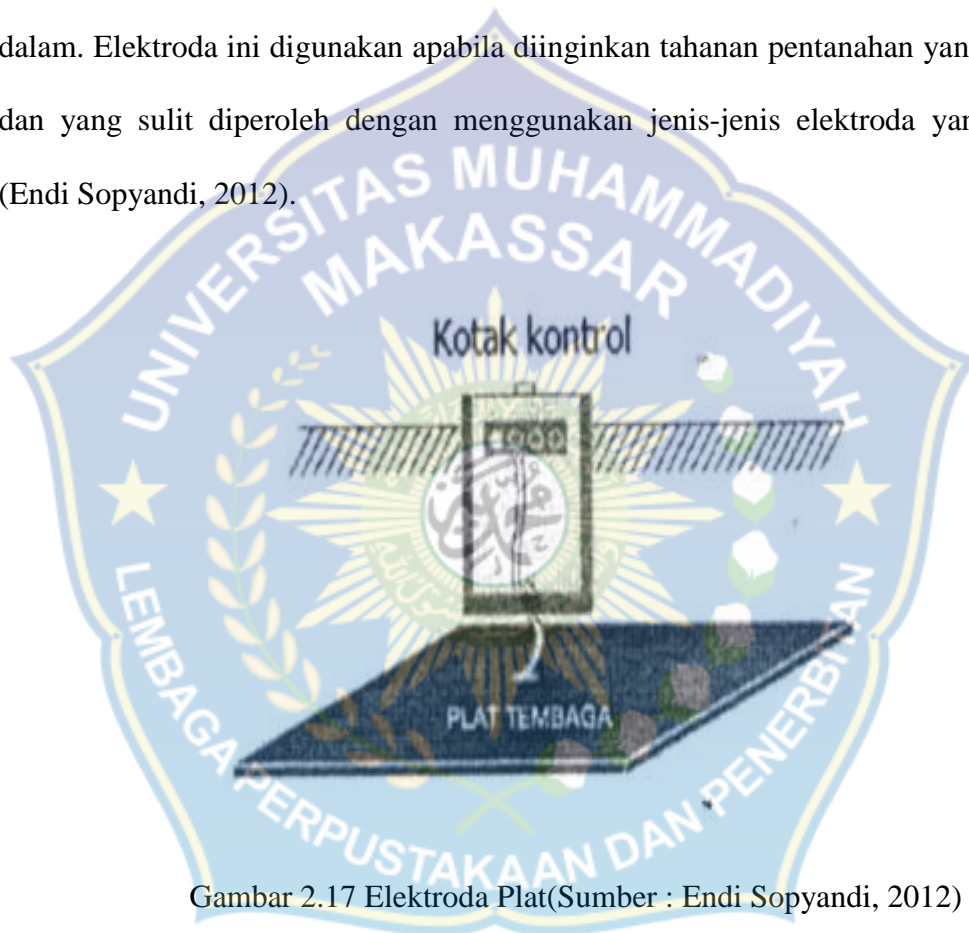 dalam. Elektroda ini digunakan apabila diinginkan tahanan pentanahan yan
dan yang sulit diperoleh dengan menggunakan jenis-jenis elektroda yan
(Endi Sopyandi, 2012).
UNIVERSITAS MUHAMMADIYAH
MAKASSAR
Kotak kontrol
PLAT TEMBAGA
LEMBAGA PERPUSTAKAAN DAN PENERBITAN
Gambar 2.17 Elektroda Plat(Sumber : Endi Sopyandi, 2012)